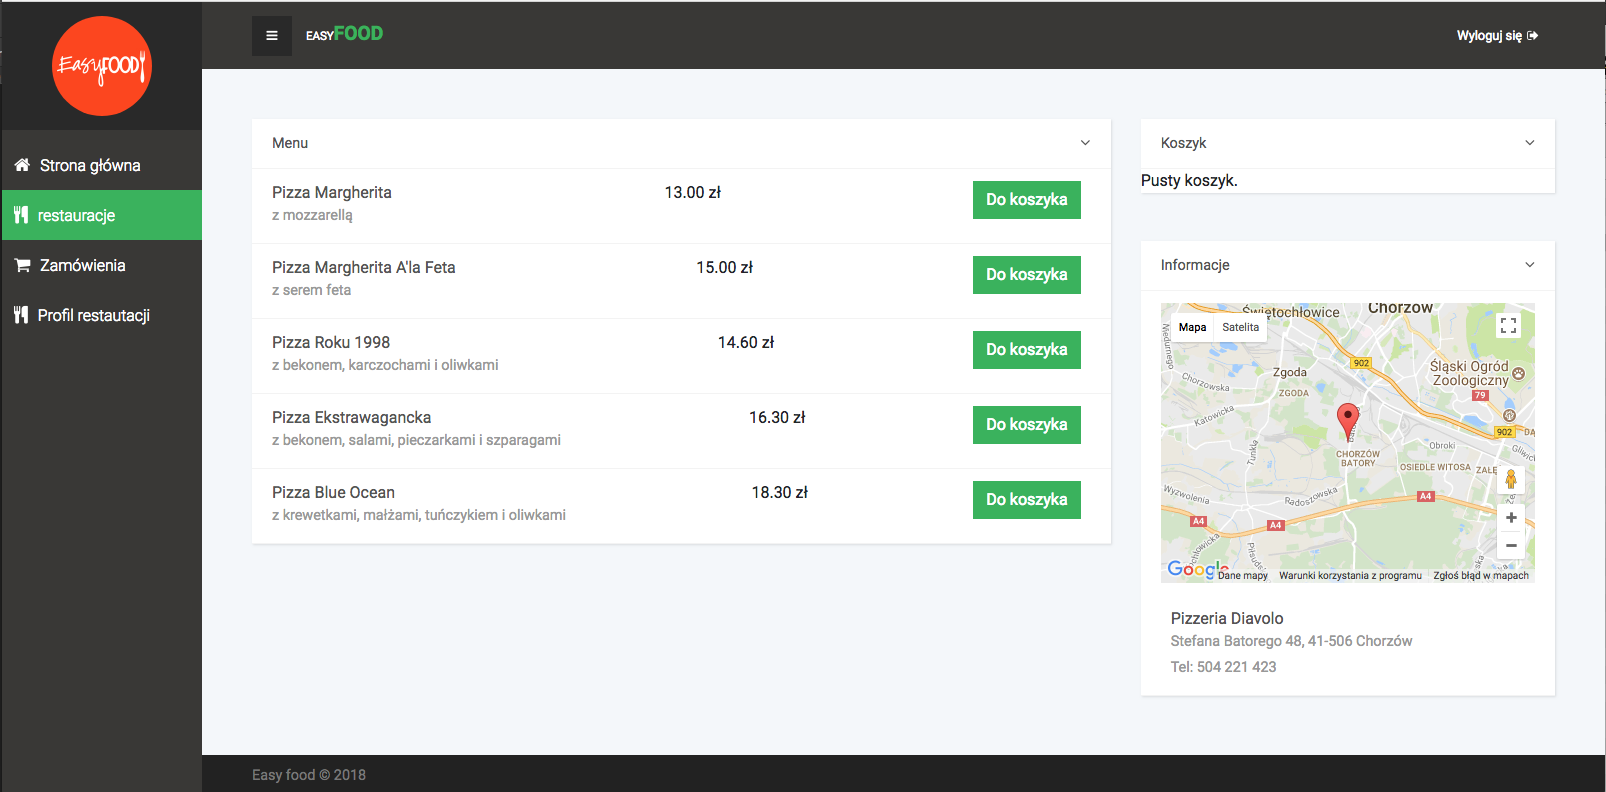 EasyFOOD
EASYFOOD
Wyloguj się
Strona główna
restauracje
Zamówienia
Profil restautacji
Menu
Pizza Margherita 13.00 zł Do koszyka
z mozzarellą
Pizza Margherita A'la Feta 15.00 zł Do koszyka
z serem feta
Pizza Roku 1998 14.60 zł Do koszyka
z bekonem, karczochami i oliwkami
Pizza Ekstrawagancka 16.30 zł Do koszyka
z bekonem, salami, pieczarkami i szparagami
Pizza Blue Ocean 18.30 zł Do koszyka
z krewetkami, małżami, tuńczykiem i oliwkami
Koszyk
Pusty koszyk.
Informacje
Świętochłowice
Chorzów
Mapa Satelita
902
Zgoda
Śląski Ogród
Zoologiczny
Chorzowska
ZGODA
79
Katowicka
902
Tunkla
Obroki
CHORZÓW
BATORY
OSIEDLE WITOSA
Wyzwolenia
Radoszowska
A4
A4
A4
Google
Dane mapy Warunki korzystania z programu Zgłoś błąd w mapach
Pizzeria Diavolo
Stefana Batorego 48, 41-506 Chorzów
Tel: 504 221 423
Easy food © 2018